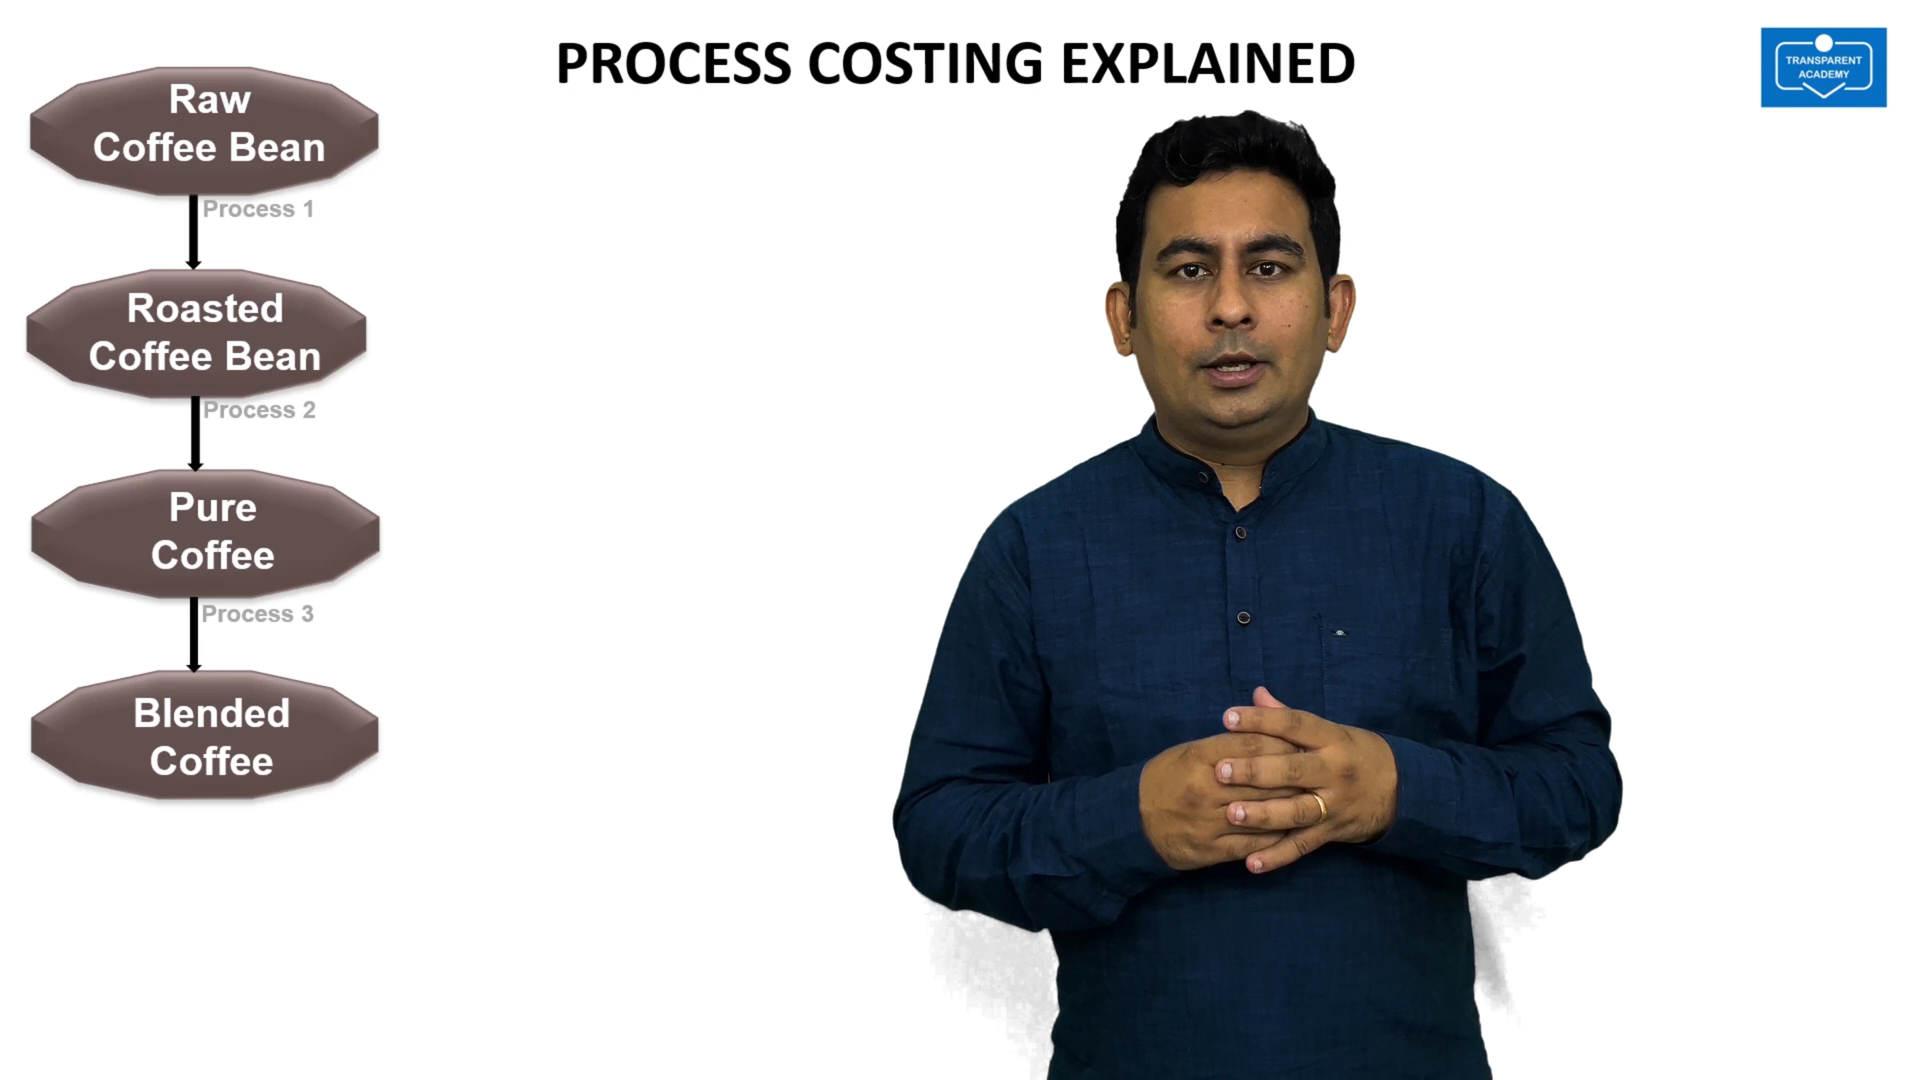 PROCESS COSTING EXPLAINED
TRANSPARENT
ACADEMY
Raw
Coffee Bean
Process 1
Roasted
Coffee Bean
Process 2
Pure
Coffee
Process 3
Blended
Coffee